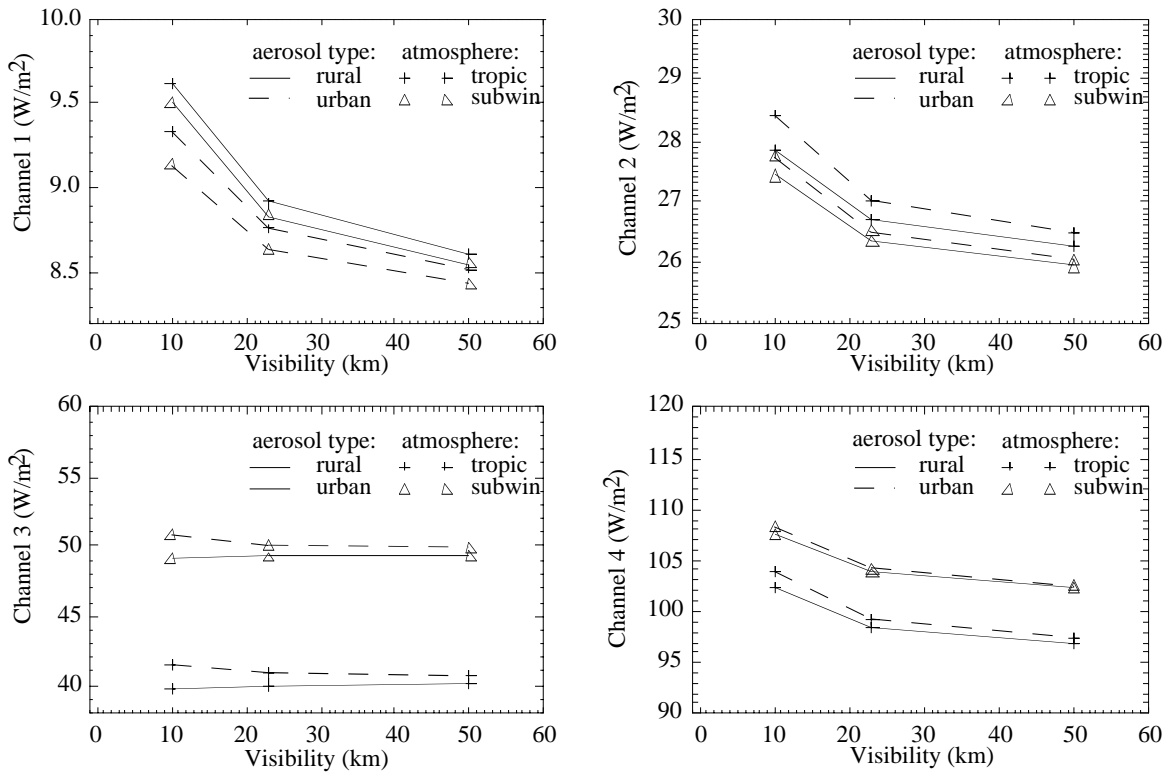 Channel 1 (W/m2)
10.0
9.5
9.0
8.5
aerosol type: atmosphere:
rural tropic
urban subwin
0 10 20 30 40 50 60
Visibility (km)
Channel 2 (W/m2)
30
29
28
27
26
25
aerosol type: atmosphere:
rural tropic
urban subwin
0 10 20 30 40 50 60
Visibility (km)
Channel 3 (W/m2)
60
55
50
45
40
aerosol type: atmosphere:
rural tropic
urban subwin
0 10 20 30 40 50 60
Visibility (km)
Channel 4 (W/m2)
120
115
110
105
100
95
90
aerosol type: atmosphere:
rural tropic
urban subwin
0 10 20 30 40 50 60
Visibility (km)